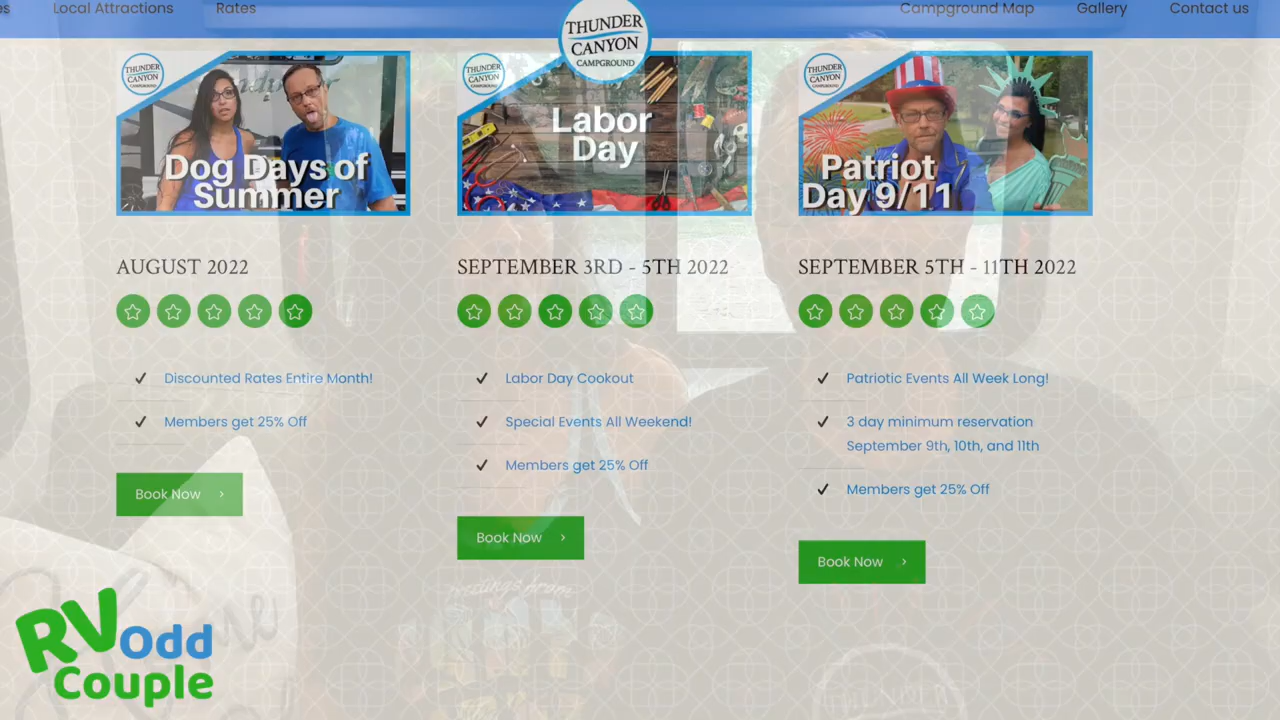 Local Attractions
Rates
Campground Map
Gallery
Contact us
THUNDER
CANYON
CAMPGROUND
THUNDER
CANYON
CAMPGROUND
Dog Days of
Summer
THUNDER
CANYON
CAMPGROUND
Labor
Day
THUNDER
CANYON
CAMPGROUND
Patriot
Day 9/11
AUGUST 2022
SEPTEMBER 3RD - 5TH 2022
SEPTEMBER 5TH - 11TH 2022
Discounted Rates Entire Month!
Members get 25% Off
Book Now
Labor Day Cookout
Special Events All Weekend!
Members get 25% Off
Book Now
Patriotic Events All Week Long!
3 day minimum reservation
September 9th, 10th, and 11th
Members get 25% Off
Book Now
Greetings from
RV Odd
Couple